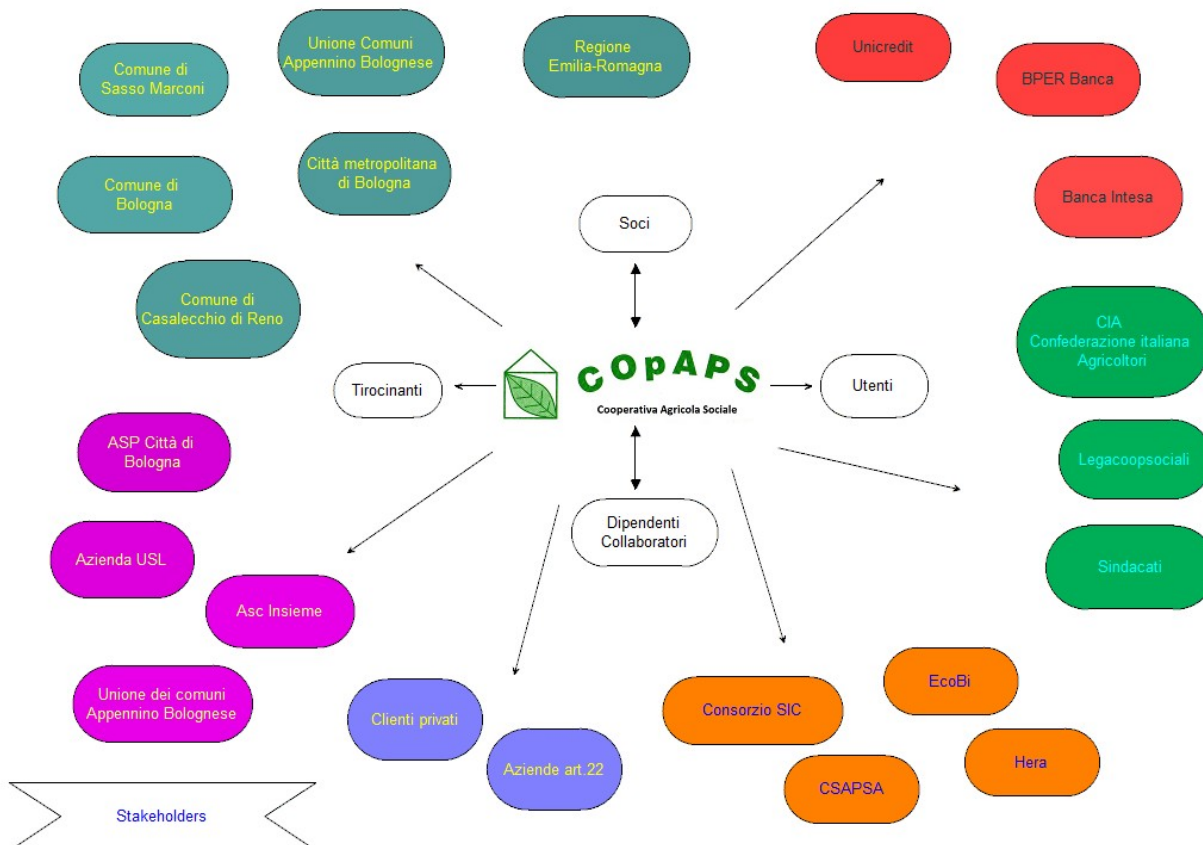 Unione Comuni
Appennino Bolognese
Regione
Emilia-Romagna
Unicredit
Comune di
Sasso Marconi
BPER Banca
Comune di
Bologna
Città metropolitana
di Bologna
Banca Intesa
Soci
Comune di
Casalecchio di Reno
CIA
Confederazione italiana
Agricoltori
Tirocinanti
COpAPS
Cooperativa Agricola Sociale
Utenti
ASP Città di
Bologna
Legacoopsociali
Dipendenti
Collaboratori
Azienda USL
Sindacati
Asc Insieme
Unione dei comuni
Appennino Bolognese
Clienti privati
Aziende art.22
Consorzio SIC
EcoBi
Hera
CSAPSA
Stakeholders